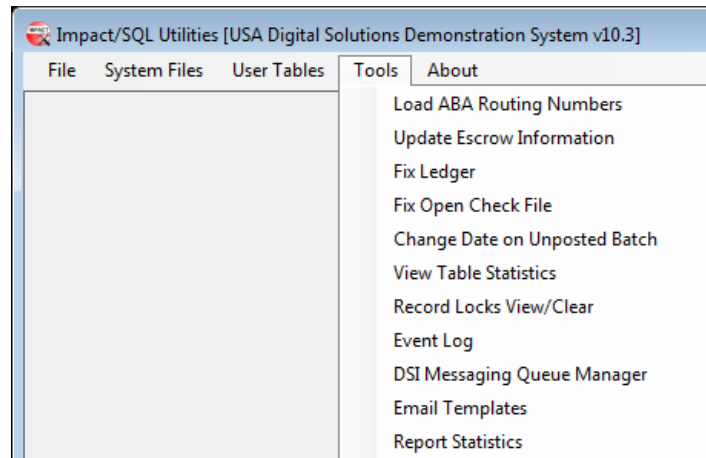 Impact/SQL Utilities [USA Digital Solutions Demonstration System v10.3]
File System Files User Tables Tools About
Load ABA Routing Numbers
Update Escrow Information
Fix Ledger
Fix Open Check File
Change Date on Unposted Batch
View Table Statistics
Record Locks View/Clear
Event Log
DSI Messaging Queue Manager
Email Templates
Report Statistics